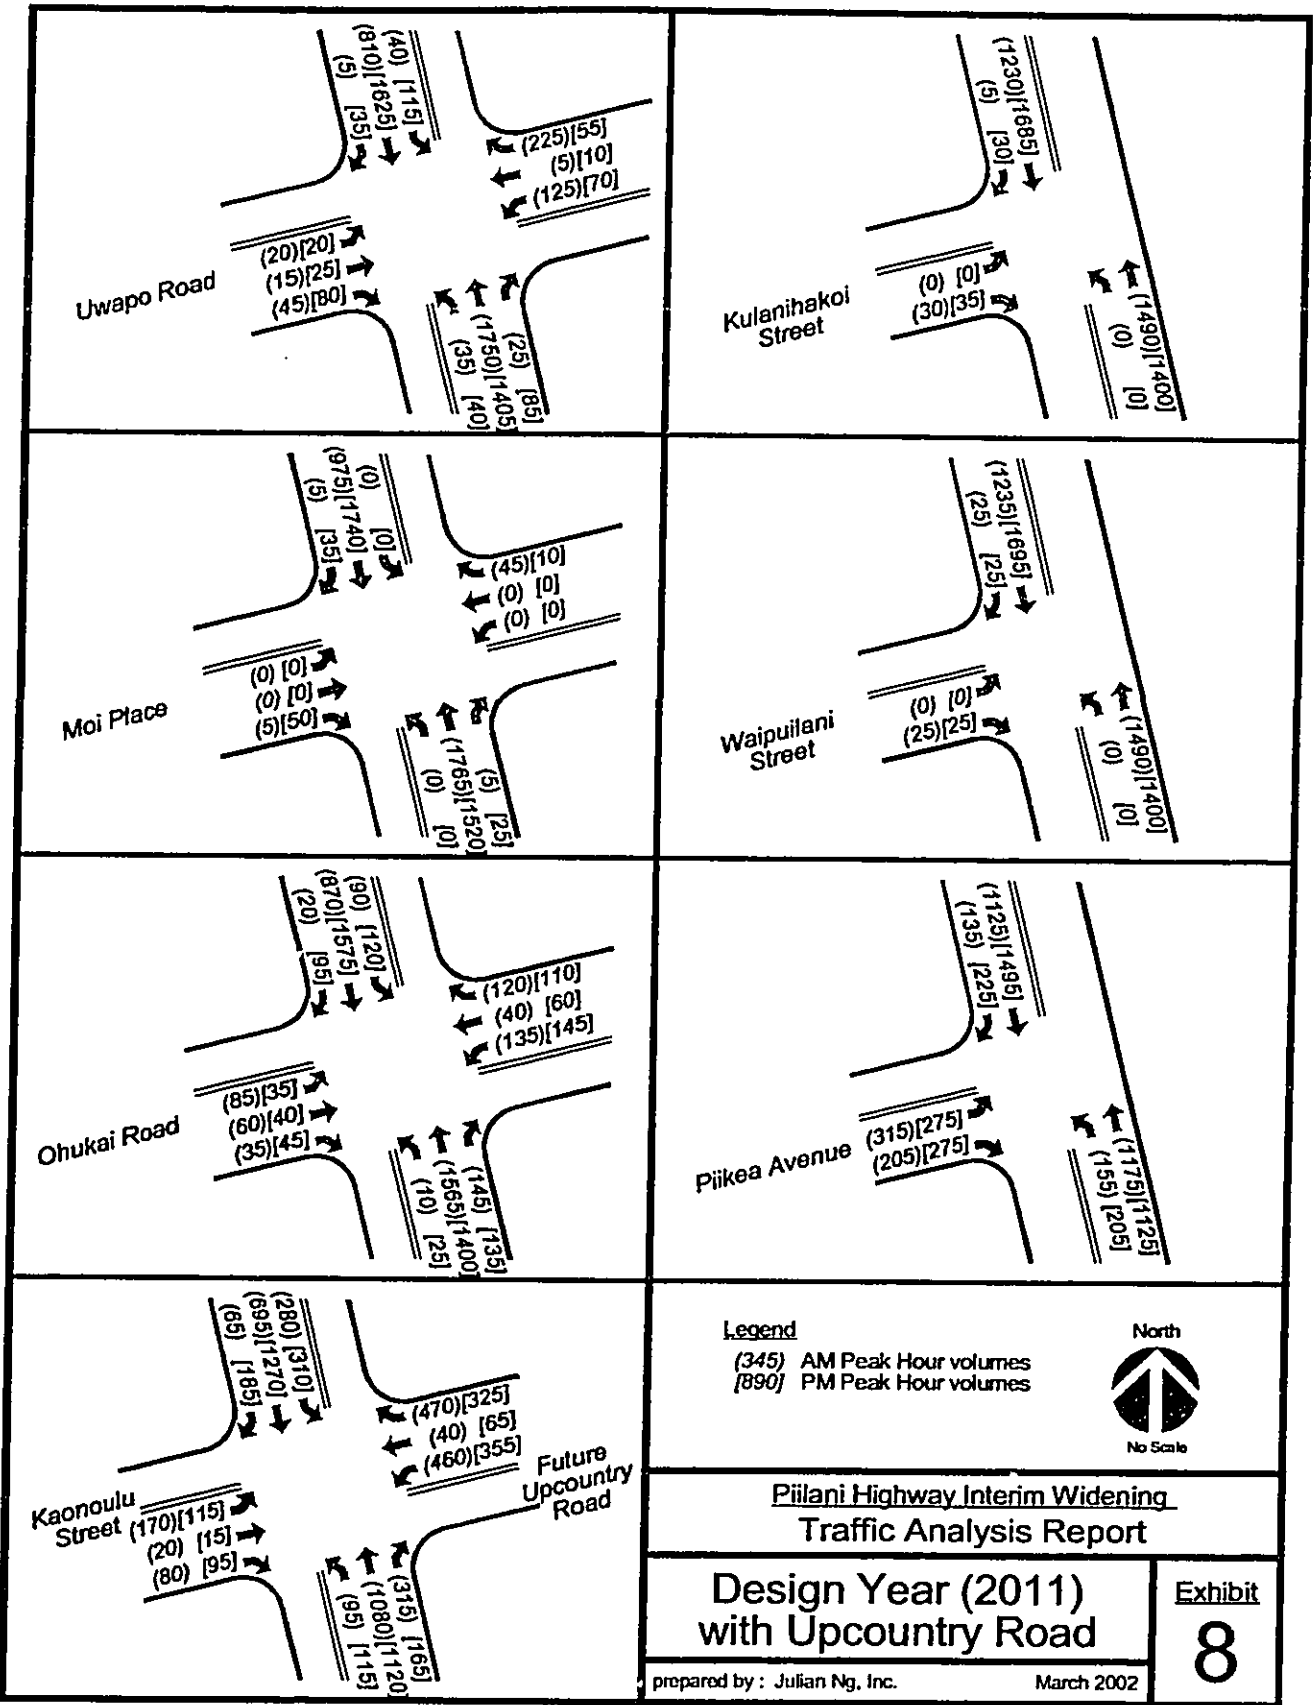 (40) [115]
(810)[1625]
(5) [35]
(225)[55]
(5)[10]
(125)[70]
Uwapo Road
(20)[20]
(15)[25]
(45)[80]
(25) [85]
(1750)[1405]
(35) [40]
(1230)[1685]
(5) [30]
Kulanihakoi
Street
(0) [0]
(30)[35]
(1490)[1400]
(0) [0]
(0) [0]
(975)[1740]
(5) [35]
(45)[10]
(0) [0]
(0) [0]
Moi Place
(0) [0]
(0) [0]
(5)[50]
(5) [25]
(1765)[1520]
(0) [0]
(1235)[1695]
(25) [25]
Waipuilani
Street
(0) [0]
(25)[25]
(1490)[1400]
(0) [0]
(90) [120]
(870)[1575]
(20) [95]
(120)[110]
(40) [60]
(135)[145]
Ohukai Road
(85)[35]
(60)[40]
(35)[45]
(145) [135]
(1565)[1400]
(10) [25]
(1125)[1495]
(135) [225]
Piikea Avenue
(315)[275]
(205)[275]
(1175)[1125]
(155) [205]
(280) [310]
(695)[1270]
(65) [185]
(470)[325]
(40) [65]
(460)[355]
Future
Upcountry
Road
Kaonoulu
Street
(170)[115]
(20) [15]
(80) [95]
(315) [165]
(1080)[1120]
(95) [115]
Legend
(345) AM Peak Hour volumes
[890] PM Peak Hour volumes
North
No Scale
Piilani Highway Interim Widening
Traffic Analysis Report
Design Year (2011)
with Upcountry Road
Exhibit
8
prepared by : Julian Ng, Inc. March 2002